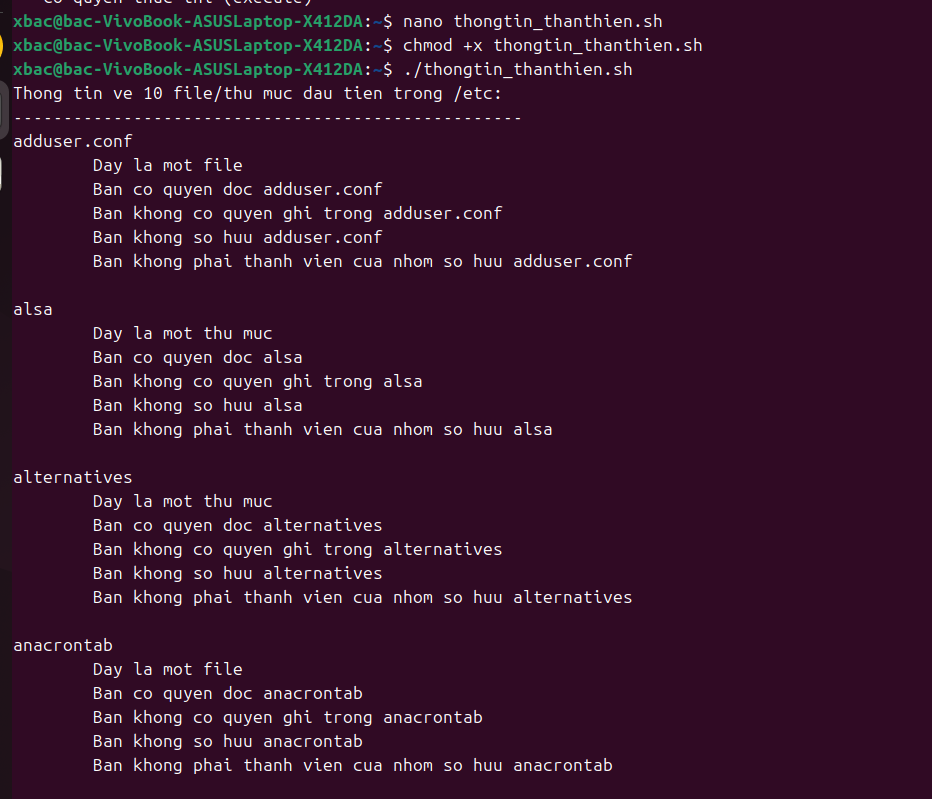 co quyen thuc thi (execute)
xbac@bac-VivoBook-ASUSLaptop-X412DA:~$ nano thongtin_thanthien.sh
xbac@bac-VivoBook-ASUSLaptop-X412DA:~$ chmod +x thongtin_thanthien.sh
xbac@bac-VivoBook-ASUSLaptop-X412DA:~$ ./thongtin_thanthien.sh
Thong tin ve 10 file/thu muc dau tien trong /etc:
---------------------------------------------------
adduser.conf
        Day la mot file
        Ban co quyen doc adduser.conf
        Ban khong co quyen ghi trong adduser.conf
        Ban khong so huu adduser.conf
        Ban khong phai thanh vien cua nhom so huu adduser.conf

alsa
        Day la mot thu muc
        Ban co quyen doc alsa
        Ban khong co quyen ghi trong alsa
        Ban khong so huu alsa
        Ban khong phai thanh vien cua nhom so huu alsa

alternatives
        Day la mot thu muc
        Ban co quyen doc alternatives
        Ban khong co quyen ghi trong alternatives
        Ban khong so huu alternatives
        Ban khong phai thanh vien cua nhom so huu alternatives

anacrontab
        Day la mot file
        Ban co quyen doc anacrontab
        Ban khong co quyen ghi trong anacrontab
        Ban khong so huu anacrontab
        Ban khong phai thanh vien cua nhom so huu anacrontab